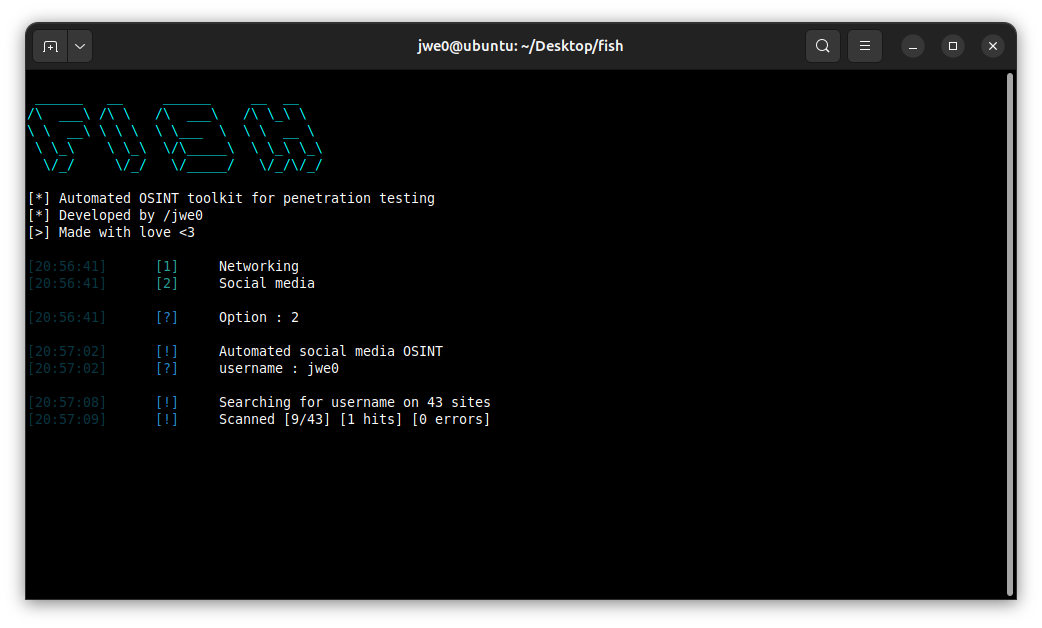 jwe0@ubuntu: ~/Desktop/fish
FISH
[*] Automated OSINT toolkit for penetration testing
[*] Developed by /jwe0
[>] Made with love <3
[20:56:41] [1] Networking
[20:56:41] [2] Social media
[20:56:41] [?] Option : 2
[20:57:02] [!] Automated social media OSINT
[20:57:02] [?] username : jwe0
[20:57:08] [!] Searching for username on 43 sites
[20:57:09] [!] Scanned [9/43] [1 hits] [0 errors]